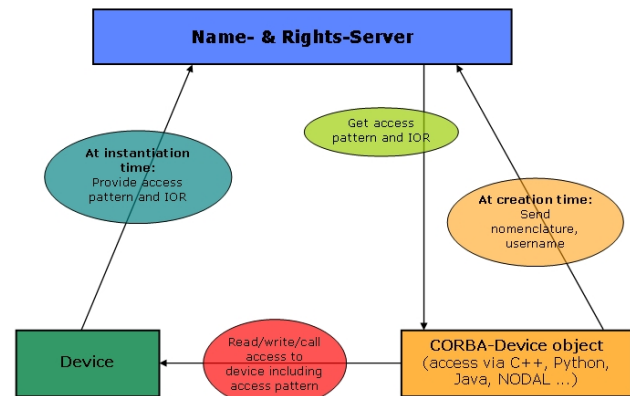 Name- & Rights-Server
Get access
pattern and IOR
At instantiation
time:
Provide access
pattern and IOR
At creation time:
Send
nomenclature,
username
Device
Read/write/call
access to
device including
access pattern
CORBA-Device object
(access via C++, Python,
Java, NODAL ...)